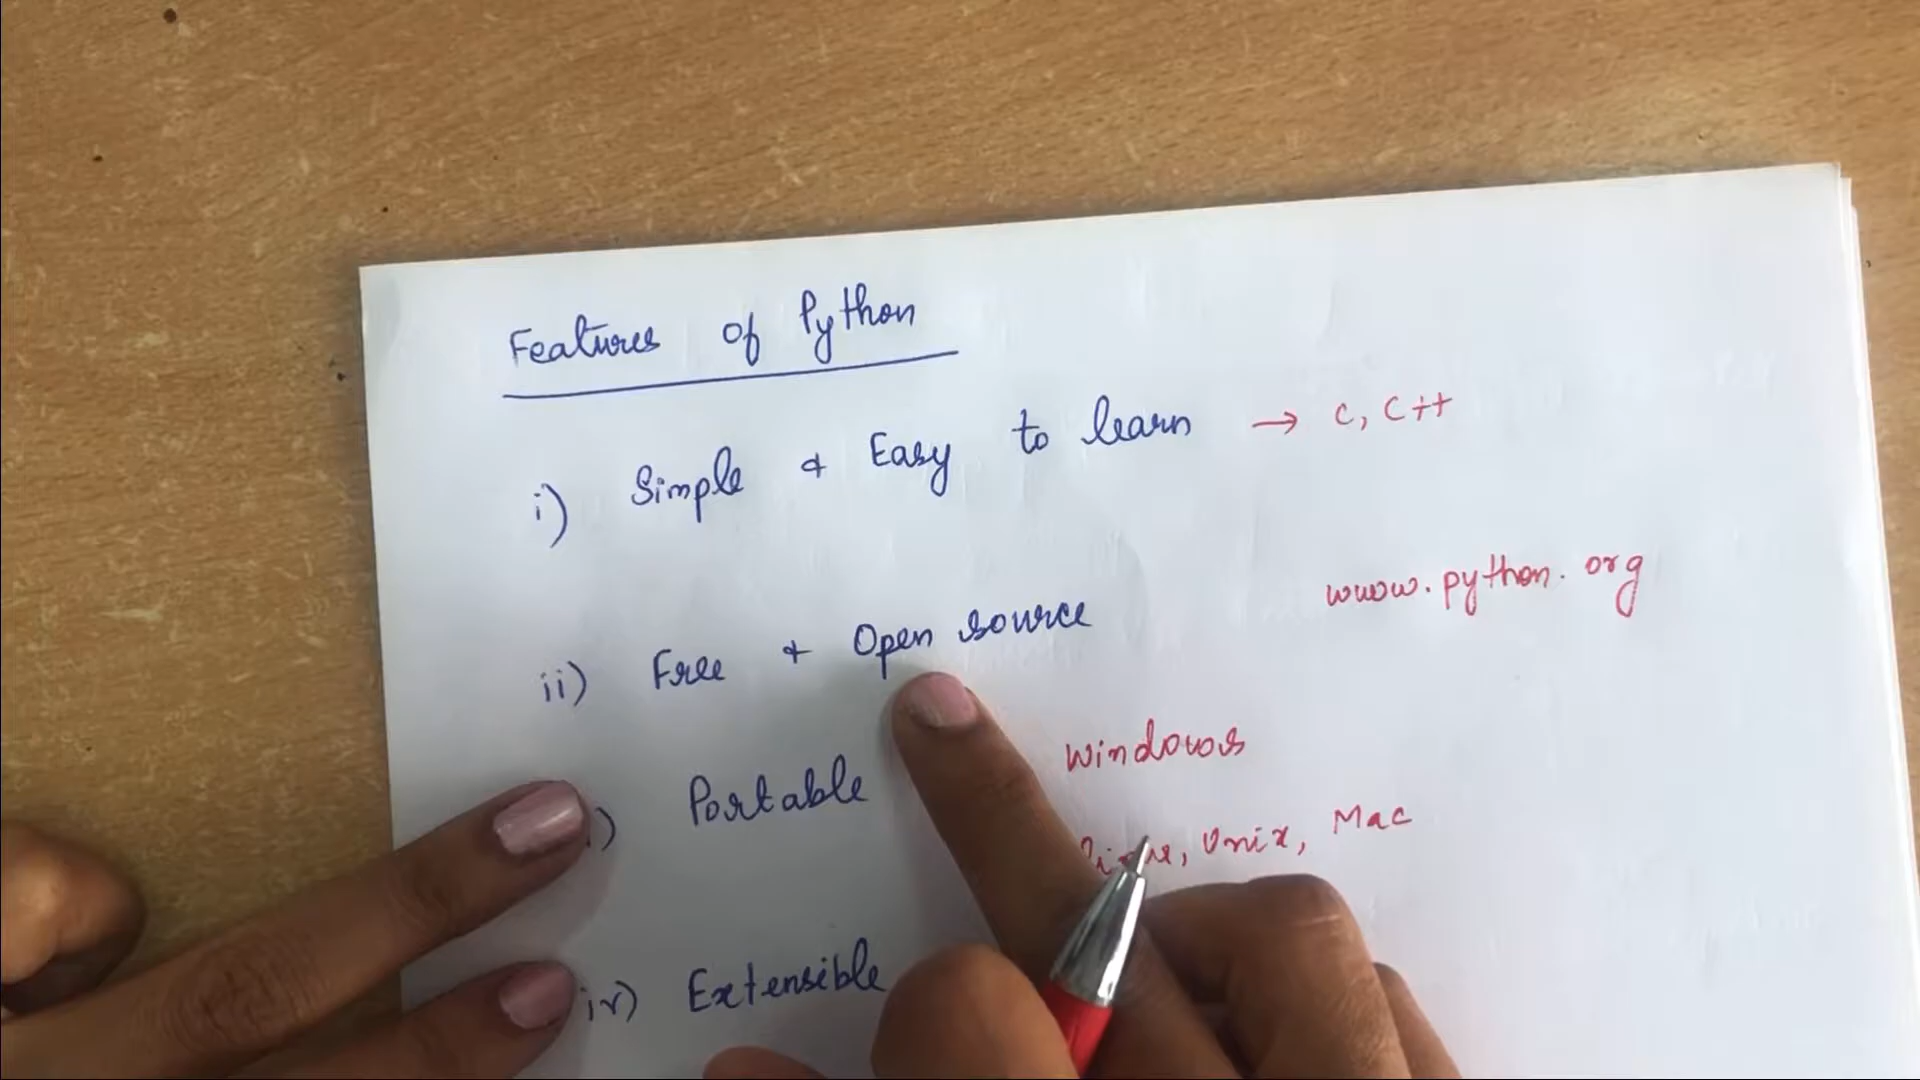 Features of Python
i) Simple & Easy to learn → C, C++
ii) Free & Open source www.python.org
) Portable Windows
Unix, Mac
iv) Extensible